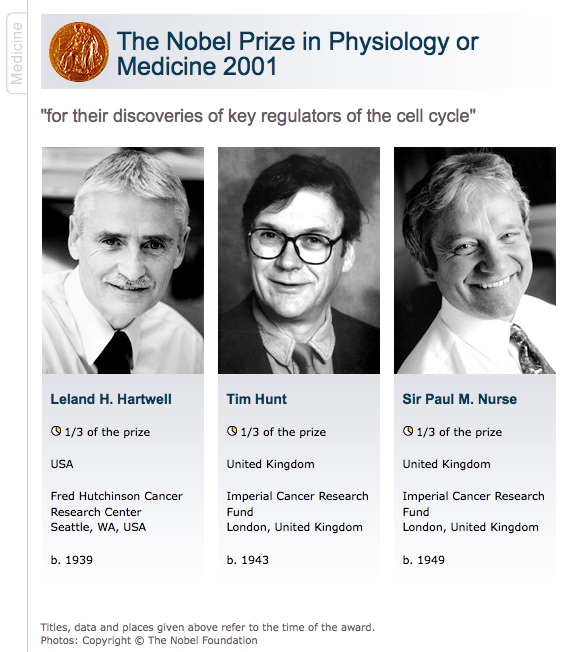 Medicine
The Nobel Prize in Physiology or
Medicine 2001
"for their discoveries of key regulators of the cell cycle"
Leland H. Hartwell
1/3 of the prize
USA
Fred Hutchinson Cancer
Research Center
Seattle, WA, USA
b. 1939
Tim Hunt
1/3 of the prize
United Kingdom
Imperial Cancer Research
Fund
London, United Kingdom
b. 1943
Sir Paul M. Nurse
1/3 of the prize
United Kingdom
Imperial Cancer Research
Fund
London, United Kingdom
b. 1949
Titles, data and places given above refer to the time of the award.
Photos: Copyright © The Nobel Foundation